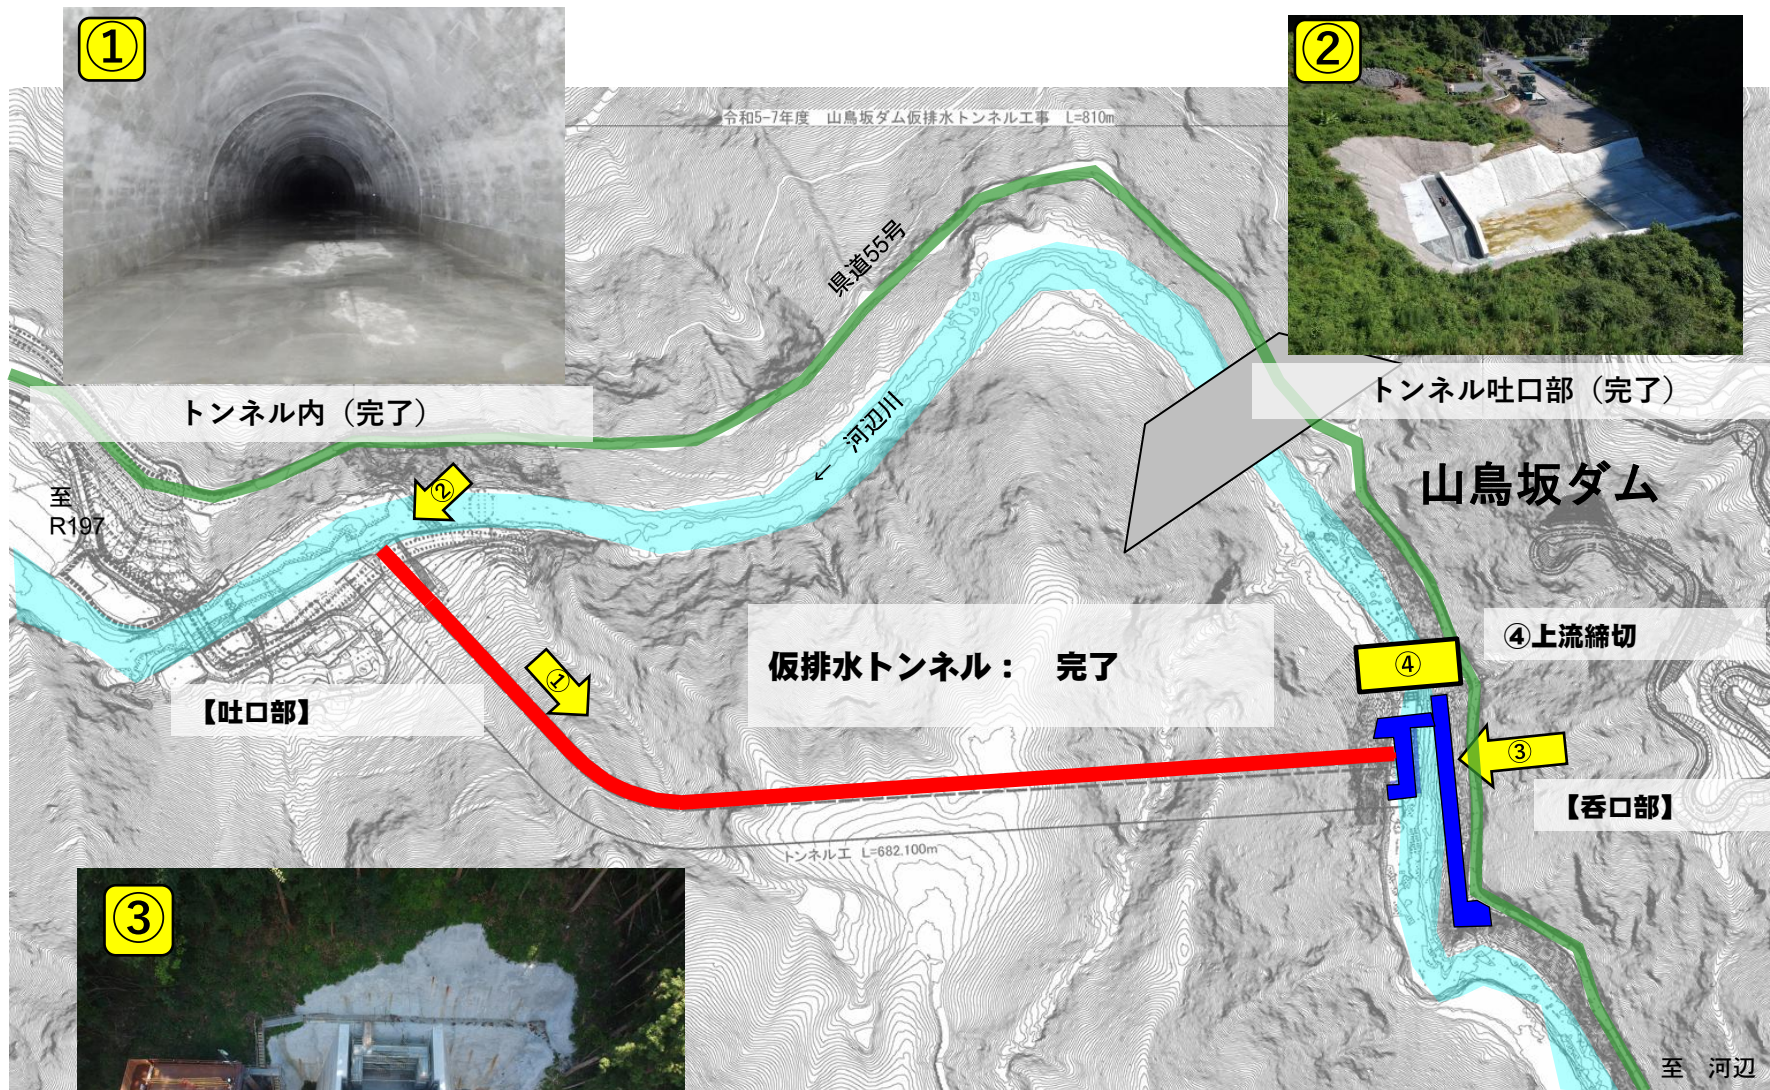 ①
②
令和5-7年度　山鳥坂ダム仮排水トンネル工事　L=810m
県道55号
トンネル内（完了）
トンネル吐口部（完了）
← 河辺川
山鳥坂ダム
至
R197
②
①
仮排水トンネル：　完了
④上流締切
④
【吐口部】
③
【呑口部】
トンネル工　L=682.100m
③
至　河辺